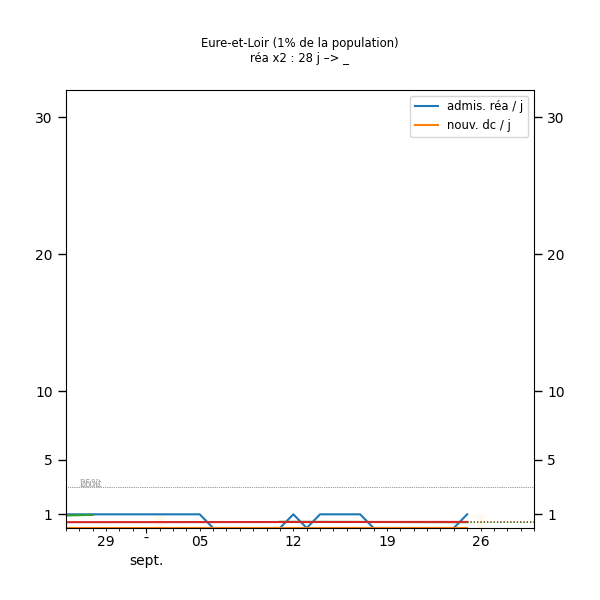 Eure-et-Loir (1% de la population)
réa x2 : 28 j –> _
admis. réa / j
nouv. dc / j
30 30
20 20
10 10
5 5
1 1
29 - 05 12 19 26
sept.